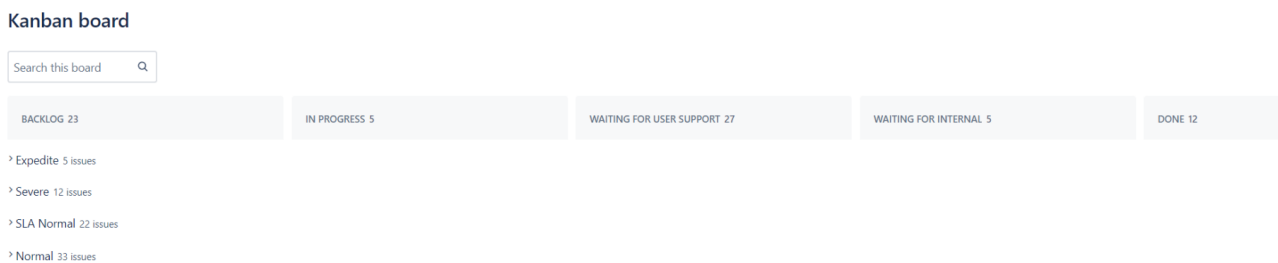 Kanban board
Search this board
BACKLOG 23 IN PROGRESS 5 WAITING FOR USER SUPPORT 27 WAITING FOR INTERNAL 5 DONE 12
Expedite 5 issues
Severe 12 issues
SLA Normal 22 issues
Normal 33 issues